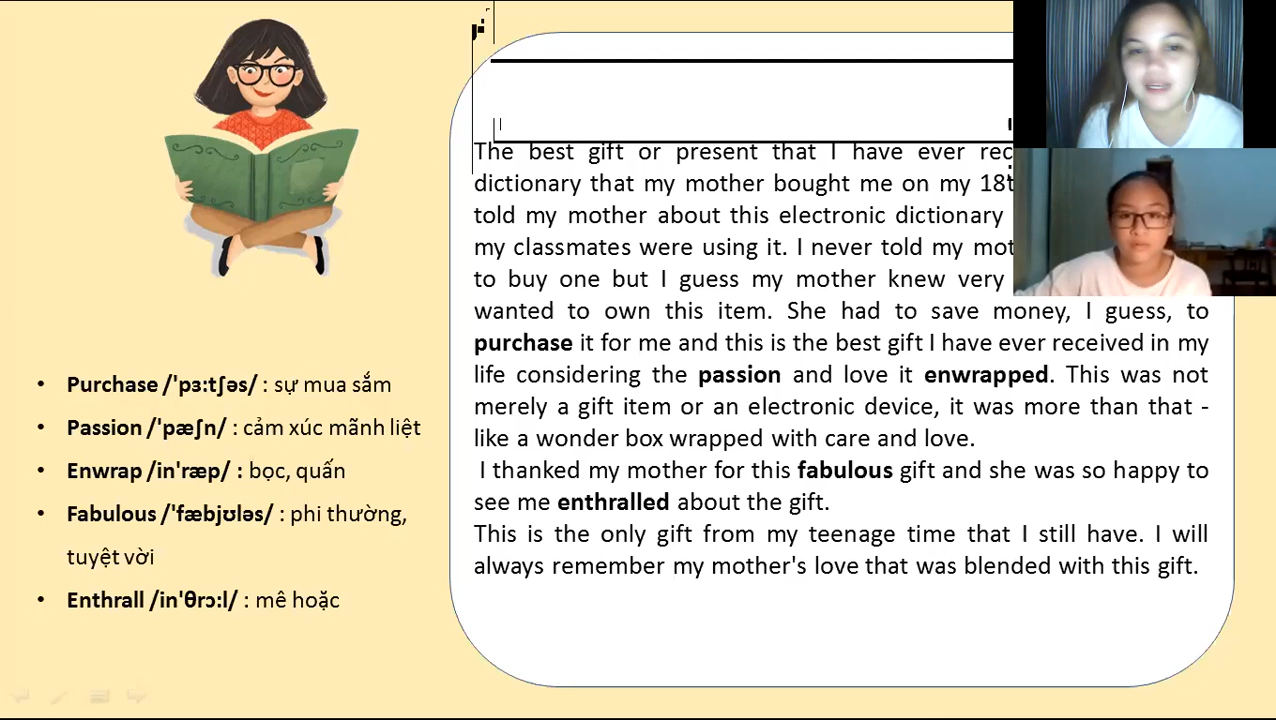 The best gift or present that I have ever
dictionary that my mother bought me on my
told my mother about this electronic dictionary
my classmates were using it. I never told my
to buy one but I guess my mother knew very
wanted to own this item. She had to save money, I guess, to
purchase it for me and this is the best gift I have ever received in my
life considering the passion and love it enwrapped. This was not
merely a gift item or an electronic device, it was more than that -
like a wonder box wrapped with care and love.
I thanked my mother for this fabulous gift and she was so happy to
see me enthralled about the gift.
This is the only gift from my teenage time that I still have. I will
always remember my mother's love that was blended with this gift.
• Purchase /'pɜ:tʃəs/ : sự mua sắm
• Passion /'pæʃn/ : cảm xúc mãnh liệt
• Enwrap /in'ræp/ : bọc, quấn
• Fabulous /'fæbjʊləs/ : phi thường,
tuyệt vời
• Enthrall /in'θrɔ:l/ : mê hoặc